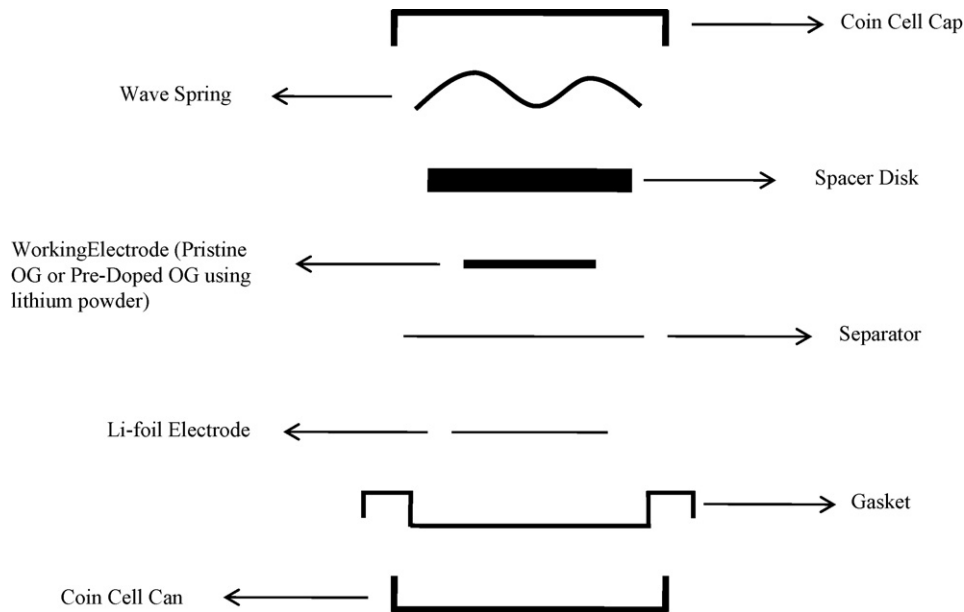 Coin Cell Cap
Wave Spring
Spacer Disk
WorkingElectrode (Pristine
OG or Pre-Doped OG using
lithium powder)
Separator
Li-foil Electrode
Gasket
Coin Cell Can